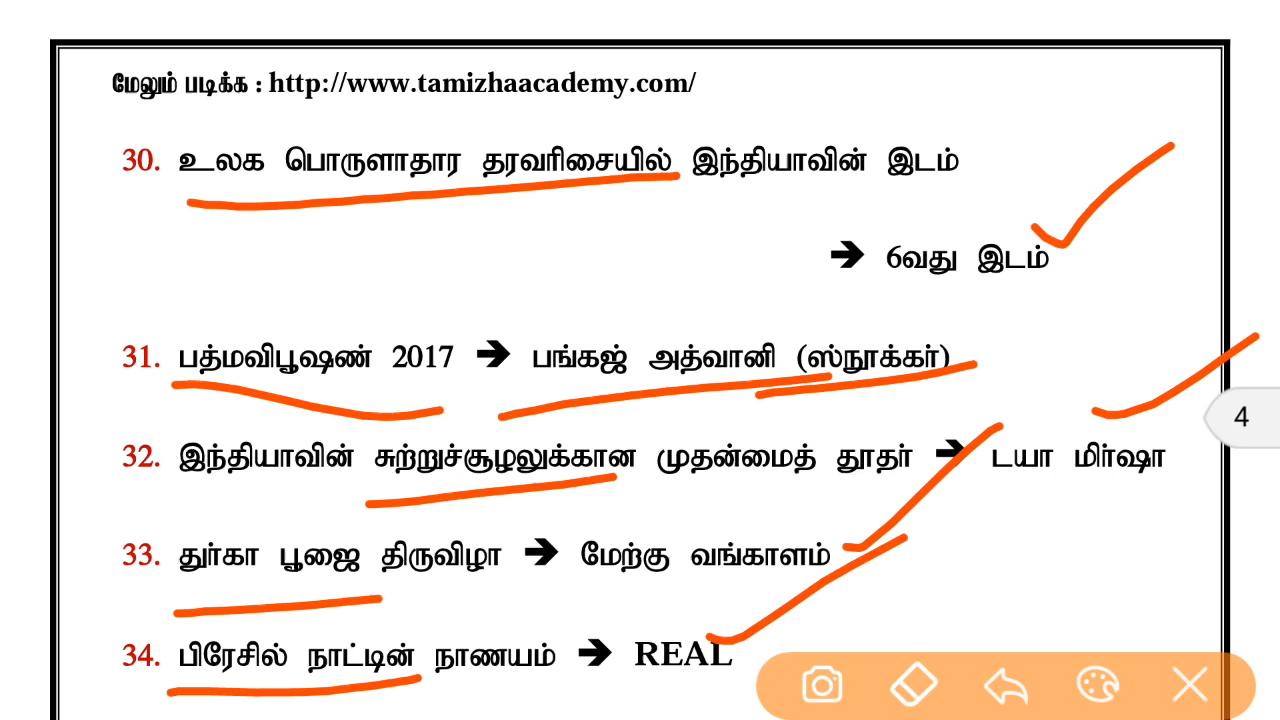 மேலும் படிக்க : http://www.tamizhaacademy.com/
30. உலக பொருளாதார தரவரிசையில் இந்தியாவின் இடம்
➔ 6வது இடம்
31. பத்மவிபூஷண் 2017 ➔ பங்கஜ் அத்வானி (ஸ்நூக்கர்)
4
32. இந்தியாவின் சுற்றுச்சூழலுக்கான முதன்மைத் தூதர் ➔ டயா மிர்ஷா
33. துர்கா பூஜை திருவிழா ➔ மேற்கு வங்காளம்
34. பிரேசில் நாட்டின் நாணயம் ➔ REAL